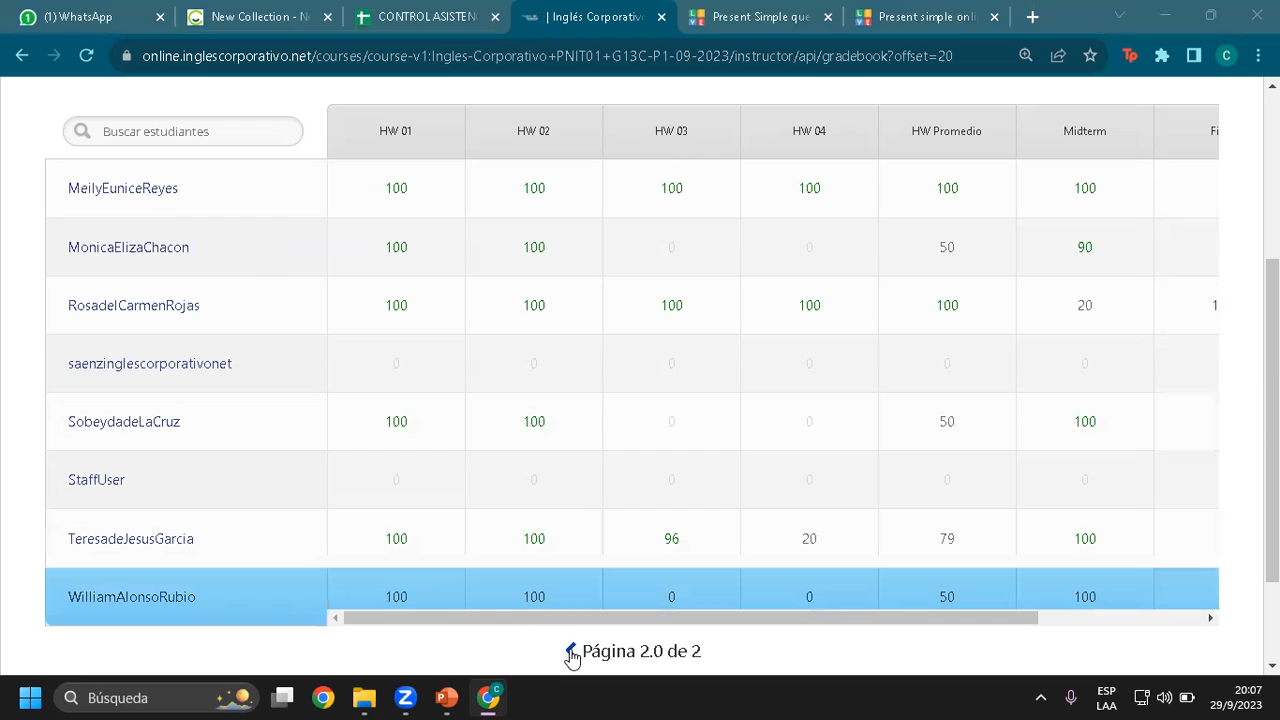 WhatsApp
New Collection - N
CONTROL ASISTEN
| Inglés Corporativ
Present Simple que
Present simple onli
online.inglescorporativo.net/courses/course-v1:Ingles-Corporativo+PNIT01+G13C-P1-09-2023/instructor/api/gradebook?offset=20
Buscar estudiantes HW 01 HW 02 HW 03 HW 04 HW Promedio Midterm Fi
MeilyEuniceReyes 100 100 100 100 100 100
MonicaElizaChacon 100 100 0 0 50 90
RosadelCarmenRojas 100 100 100 100 100 20 1
saenzinglescorporativonet 0 0 0 0 0 0
SobeydadeLaCruz 100 100 0 0 50 100
StaffUser 0 0 0 0 0 0
TeresadeJesusGarcia 100 100 96 20 79 100
WilliamAlonsoRubio 100 100 0 0 50 100
Página 2.0 de 2
Búsqueda
ESP
LAA
20:07
29/9/2023